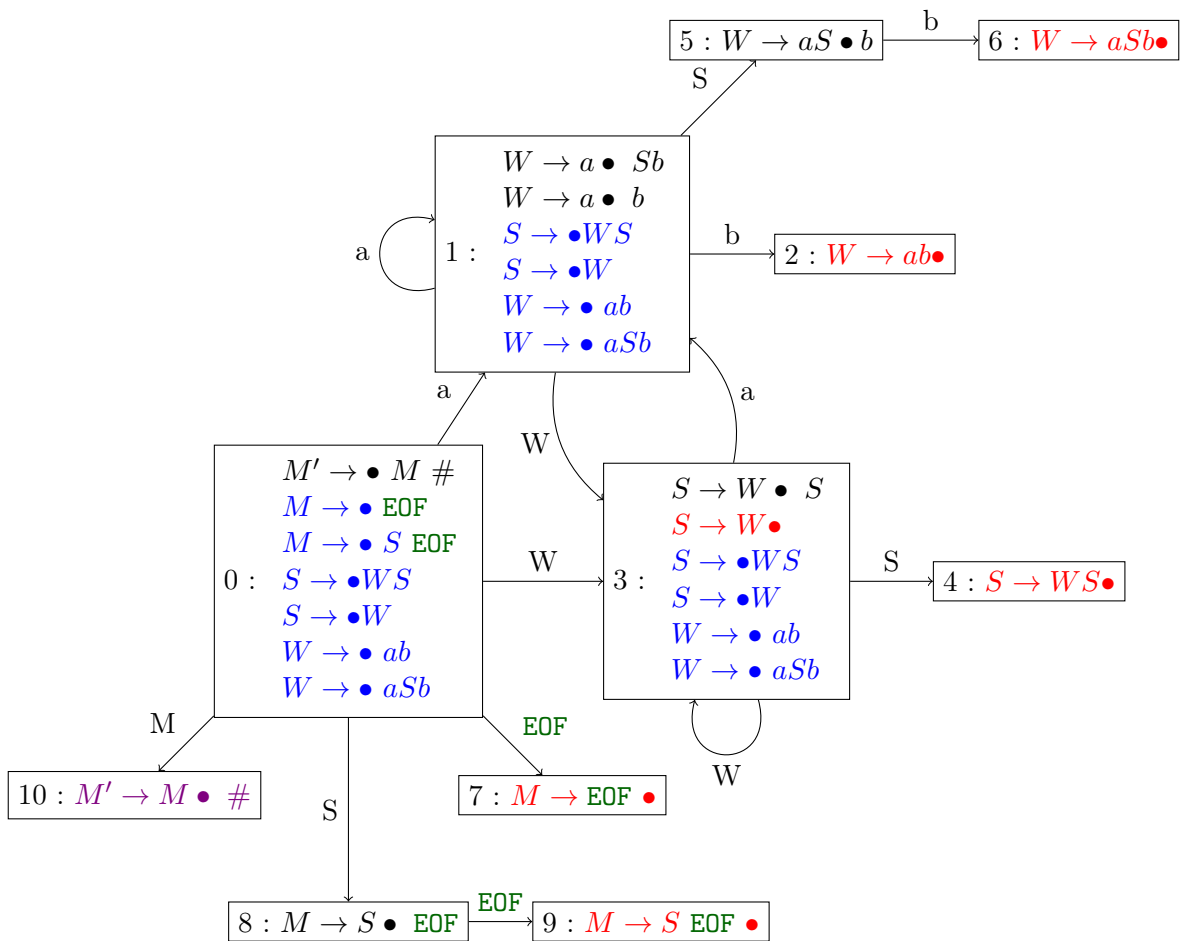 5 : W → aS • b
b
6 : W → aSb•
S
1 :
W → a • Sb
W → a • b
S → •WS
S → •W
W → • ab
W → • aSb
a
b
2 : W → ab•
a
W
a
0 :
M′ → • M #
M → • EOF
M → • S EOF
S → •WS
S → •W
W → • ab
W → • aSb
W
3 :
S → W • S
S → W•
S → •WS
S → •W
W → • ab
W → • aSb
S
4 : S → WS•
W
M
EOF
10 : M′ → M • #
7 : M → EOF •
S
8 : M → S • EOF
EOF
9 : M → S EOF •